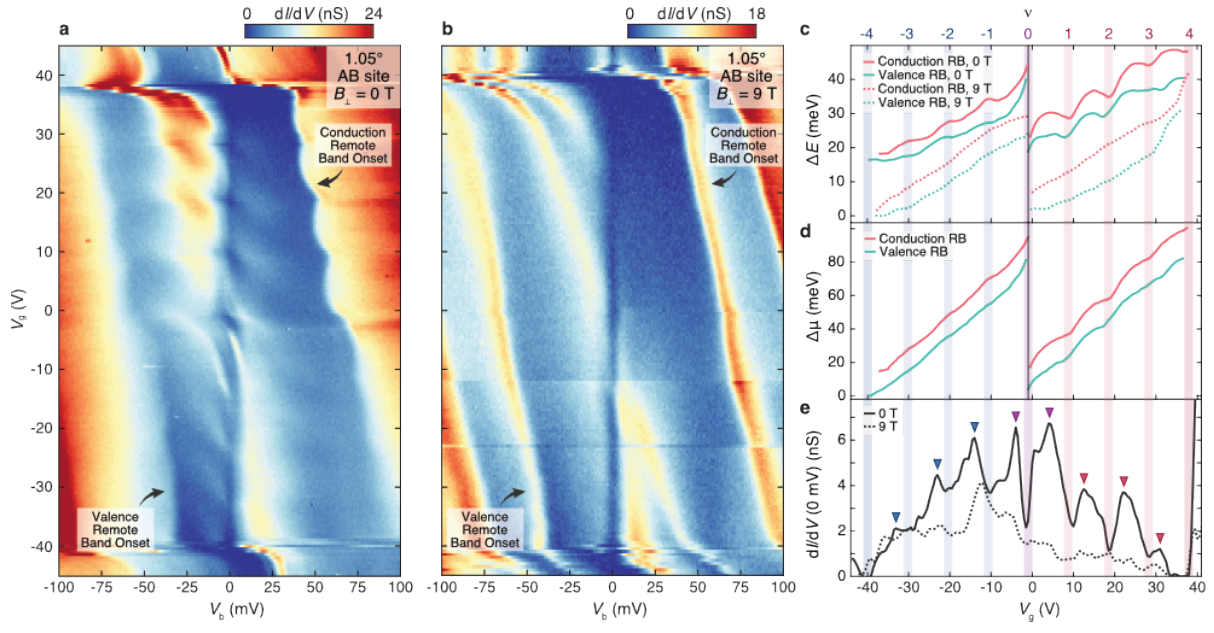 0 dI/dV (nS) 24
0 dI/dV (nS) 18
a
1.05°
AB site
B⊥ = 0 T
Conduction
Remote
Band Onset
Valence
Remote
Band Onset
40
30
20
10
0
-10
-20
-30
-40
Vg (V)
-100 -75 -50 -25 0 25 50 75 100
Vb (mV)
b
1.05°
AB site
B⊥ = 9 T
Conduction
Remote
Band Onset
Valence
Remote
Band Onset
-100 -75 -50 -25 0 25 50 75 100
Vb (mV)
c
ν
-4 -3 -2 -1 0 1 2 3 4
Conduction RB, 0 T
Valence RB, 0 T
Conduction RB, 9 T
Valence RB, 9 T
50
40
30
20
10
0
ΔE (meV)
d
Conduction RB
Valence RB
80
60
40
20
0
Δμ (meV)
e
0 T
9 T
6
4
2
0
dI/dV (0 mV) (nS)
-40 -30 -20 -10 0 10 20 30 40
Vg (V)